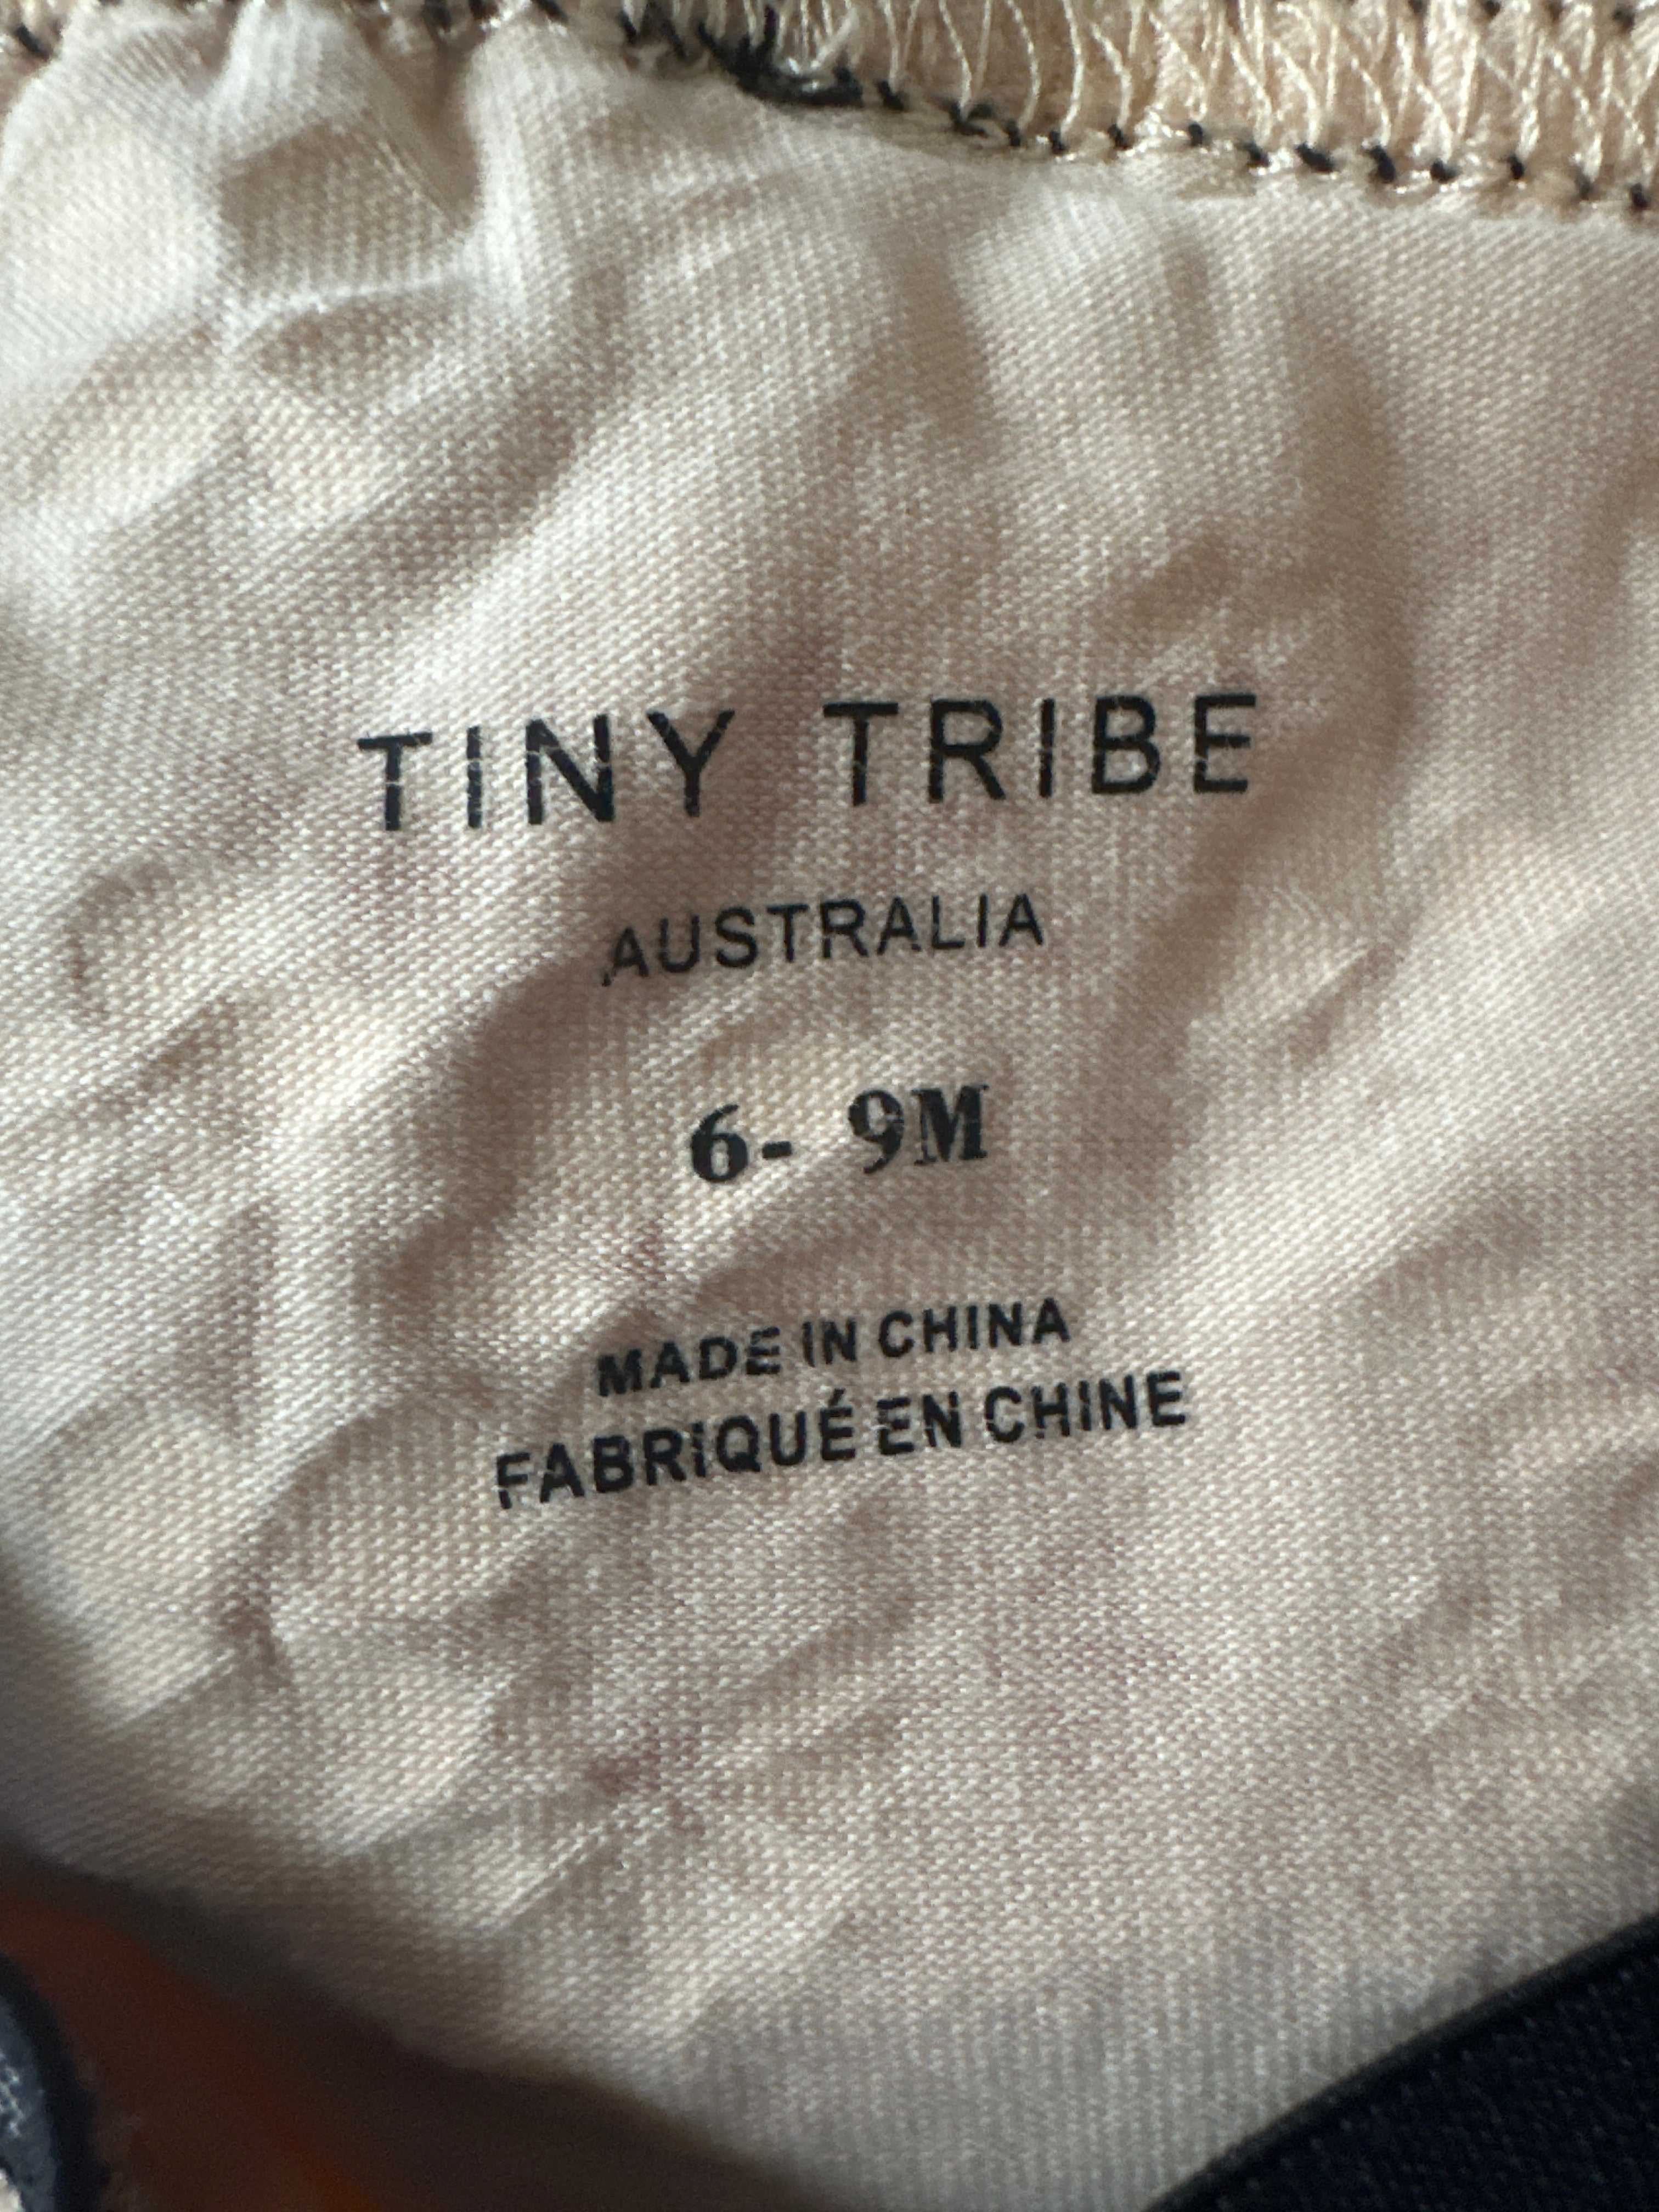 TINY TRIBE
AUSTRALIA
6- 9M
MADE IN CHINA
FABRIQUÉ EN CHINE